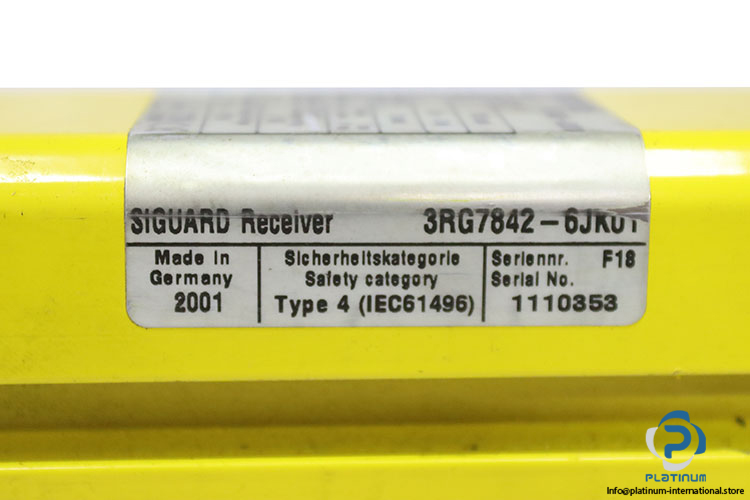 SIGUARD Receiver 3RG7842-6JK01
Made in Germany 2001
Sicherheitskategorie
Safety category
Type 4 (IEC61496)
Seriennr. F18
Serial No.
1110353
PLATINUM
Info@platinum-international.store